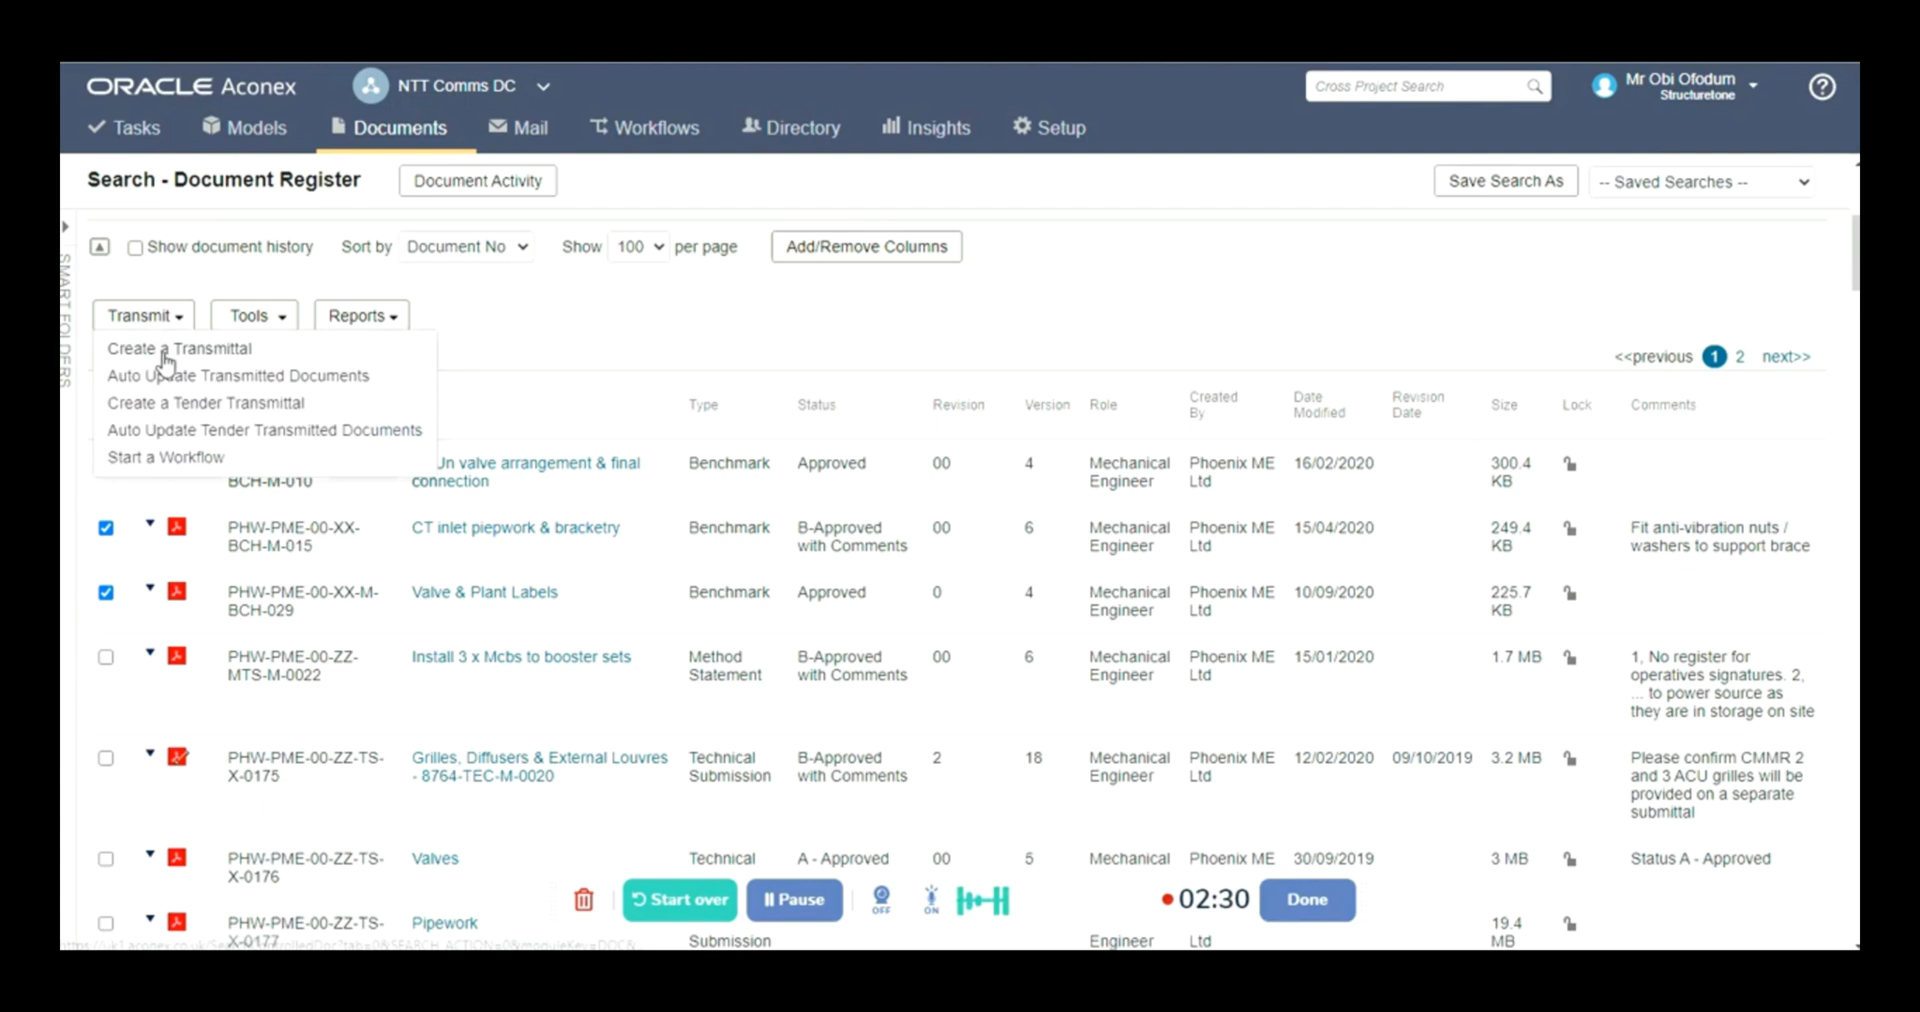 ORACLE Aconex
NTT Comms DC
Cross Project Search
Mr Obi Ofodum
Structuretone
Tasks
Models
Documents
Mail
Workflows
Directory
Insights
Setup
Search - Document Register
Document Activity
Save Search As
-- Saved Searches --
SMART FOLDERS
Show document history
Sort by
Document No
Show
100
per page
Add/Remove Columns
Transmit
Tools
Reports
Create a Transmittal
Auto Update Transmitted Documents
Create a Tender Transmittal
Auto Update Tender Transmitted Documents
Start a Workflow
<<previous 1 2 next>>
Type
Status
Revision
Version
Role
Created
By
Date
Modified
Revision
Date
Size
Lock
Comments
BCH-M-010
Un valve arrangement & final
connection
Benchmark
Approved
00
4
Mechanical
Engineer
Phoenix ME
Ltd
16/02/2020
300.4
KB
PHW-PME-00-XX-
BCH-M-015
CT inlet piepwork & bracketry
Benchmark
B-Approved
with Comments
00
6
Mechanical
Engineer
Phoenix ME
Ltd
15/04/2020
249.4
KB
Fit anti-vibration nuts /
washers to support brace
PHW-PME-00-XX-M-
BCH-029
Valve & Plant Labels
Benchmark
Approved
0
4
Mechanical
Engineer
Phoenix ME
Ltd
10/09/2020
225.7
KB
PHW-PME-00-ZZ-
MTS-M-0022
Install 3 x Mcbs to booster sets
Method
Statement
B-Approved
with Comments
00
6
Mechanical
Engineer
Phoenix ME
Ltd
15/01/2020
1.7 MB
1, No register for
operatives signatures. 2,
... to power source as
they are in storage on site
PHW-PME-00-ZZ-TS-
X-0175
Grilles, Diffusers & External Louvres
- 8764-TEC-M-0020
Technical
Submission
B-Approved
with Comments
2
18
Mechanical
Engineer
Phoenix ME
Ltd
12/02/2020
09/10/2019
3.2 MB
Please confirm CMMR 2
and 3 ACU grilles will be
provided on a separate
submittal
PHW-PME-00-ZZ-TS-
X-0176
Valves
Technical
A - Approved
00
5
Mechanical
Phoenix ME
30/09/2019
3 MB
Status A - Approved
Start over
Pause
OFF
ON
02:30
Done
PHW-PME-00-ZZ-TS-
X-0177
Pipework
Submission
Engineer
Ltd
19.4
MB